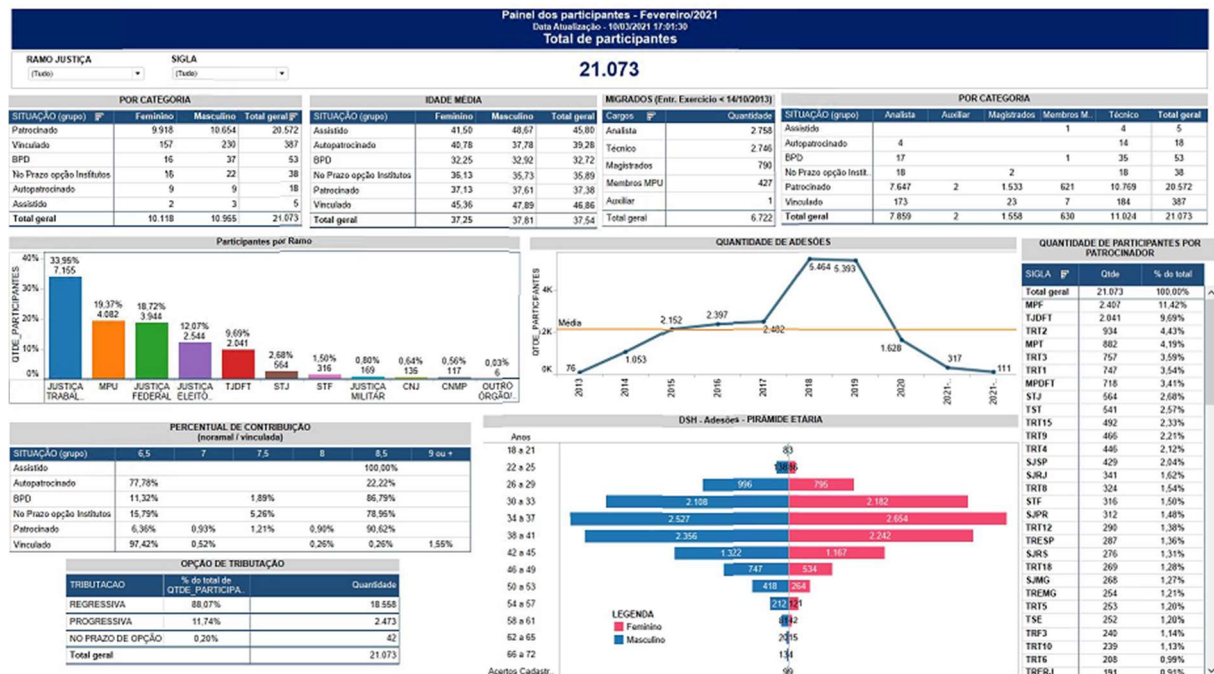 Painel dos participantes - Fevereiro/2021
Data Atualização - 10/03/2021 17:01:30
Total de participantes
RAMO JUSTIÇA SIGLA
(Tudo) (Tudo)
21.073
POR CATEGORIA
SITUAÇÃO (grupo) Feminino Masculino Total geral
Patrocinado 9.918 10.654 20.572
Vinculado 157 230 387
BPD 16 37 53
No Prazo opção Institutos 16 22 38
Autopatrocinado 9 9 18
Assistido 2 3 5
Total geral 10.118 10.955 21.073
IDADE MÉDIA
SITUAÇÃO (grupo) Feminino Masculino Total geral
Assistido 41,50 48,67 45,80
Autopatrocinado 40,78 37,78 39,28
BPD 32,25 32,92 32,72
No Prazo opção Institutos 36,13 35,73 35,89
Patrocinado 37,13 37,61 37,38
Vinculado 45,36 47,89 46,86
Total geral 37,25 37,81 37,54
MIGRADOS (Entr. Exercício < 14/10/2013)
Cargos Quantidade
Analista 2.758
Técnico 2.746
Magistrados 790
Membros MPU 427
Auxiliar 1
Total geral 6.722
POR CATEGORIA
SITUAÇÃO (grupo) Analista Auxiliar Magistrados Membros M.. Técnico Total geral
Assistido 1 4 5
Autopatrocinado 4 14 18
BPD 17 1 35 53
No Prazo opção Instit.. 18 2 18 38
Patrocinado 7.647 2 1.533 621 10.769 20.572
Vinculado 173 23 7 184 387
Total geral 7.859 2 1.558 630 11.024 21.073
Participantes por Ramo
QTDE_PARTICIPANTES
40%
30%
20%
10%
0%
33,95% 19,37% 18,72% 12,07% 9,69% 2,68% 1,50% 0,80% 0,64% 0,56% 0,03%
7.155 4.082 3.944 2.544 2.041 564 316 169 135 117 6
JUSTIÇA TRABAL.. MPU JUSTIÇA FEDERAL JUSTIÇA ELEITO.. TJDFT STJ STF JUSTIÇA MILITAR CNJ CNMP OUTRO ÓRGÃO/..
QUANTIDADE DE ADESÕES
QTDE_PARTICIPANTES
4K
2K
0K
Média
76 1.053 2.152 2.397 2.482 5.464 5.393 1.628 317 111
2013 2014 2015 2016 2017 2018 2019 2020 2021-.. 2021-..
QUANTIDADE DE PARTICIPANTES POR
PATROCINADOR
SIGLA Qtde % do total
Total geral 21.073 100,00%
MPF 2.407 11,42%
TJDFT 2.041 9,69%
TRT2 934 4,43%
MPT 882 4,19%
TRT3 757 3,59%
TRT1 747 3,54%
MPDFT 718 3,41%
STJ 564 2,68%
TST 541 2,57%
TRT15 492 2,33%
TRT9 466 2,21%
TRT4 446 2,12%
SJSP 429 2,04%
SJRJ 341 1,62%
TRT8 324 1,54%
STF 316 1,50%
SJPR 312 1,48%
TRT12 290 1,38%
TRESP 287 1,36%
SJRS 276 1,31%
TRT18 269 1,28%
SJMG 268 1,27%
TREMG 254 1,21%
TRT5 253 1,20%
TSE 252 1,20%
TRF3 240 1,14%
TRT10 239 1,13%
TRT6 208 0,99%
TRERJ 191 0,91%
PERCENTUAL DE CONTRIBUIÇÃO
(noramal / vinculada)
SITUAÇÃO (grupo) 6,5 7 7,5 8 8,5 9 ou +
Assistido 100,00%
Autopatrocinado 77,78% 22,22%
BPD 11,32% 1,89% 86,79%
No Prazo opção Institutos 15,79% 5,26% 78,95%
Patrocinado 6,36% 0,93% 1,21% 0,90% 90,62%
Vinculado 97,42% 0,52% 0,26% 0,26% 1,55%
OPÇÃO DE TRIBUTAÇÃO
TRIBUTACAO % do total de QTDE_PARTICIPA.. Quantidade
REGRESSIVA 88,07% 18.558
PROGRESSIVA 11,74% 2.473
NO PRAZO DE OPÇÃO 0,20% 42
Total geral 21.073
DSH - Adesões - PIRÂMIDE ETÁRIA
Anos
18 a 21
22 a 25
26 a 29 996 795
30 a 33 2.108 2.182
34 a 37 2.527 2.654
38 a 41 2.356 2.242
42 a 45 1.322 1.167
46 a 49 747 534
50 a 53 418 264
54 a 57 212 121
58 a 61
62 a 65
66 a 72
Acertos Cadastr..
LEGENDA
Feminino
Masculino